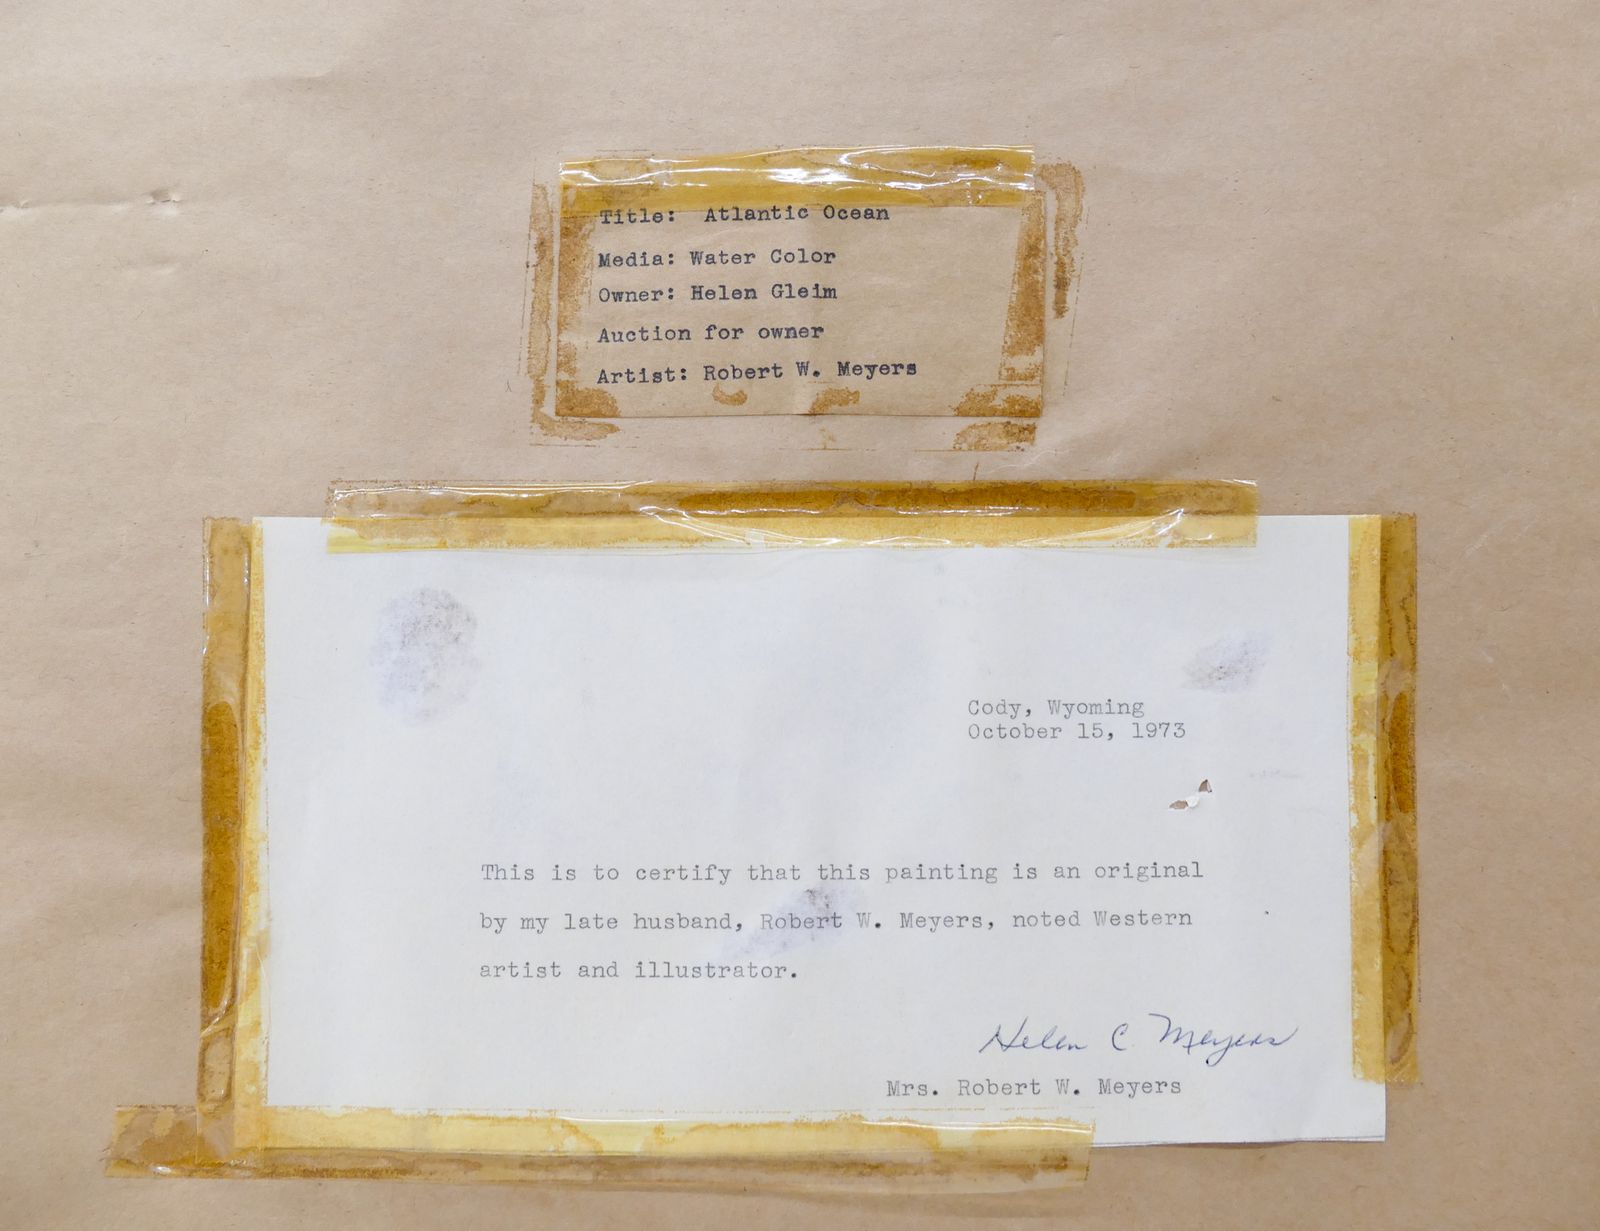 Title: Atlantic Ocean
Media: Water Color
Owner: Helen Gleim
Auction for owner
Artist: Robert W. Meyers
Cody, Wyoming
October 15, 1973
This is to certify that this painting is an original
by my late husband, Robert W. Meyers, noted Western
artist and illustrator.
Helen C. Meyers
Mrs. Robert W. Meyers